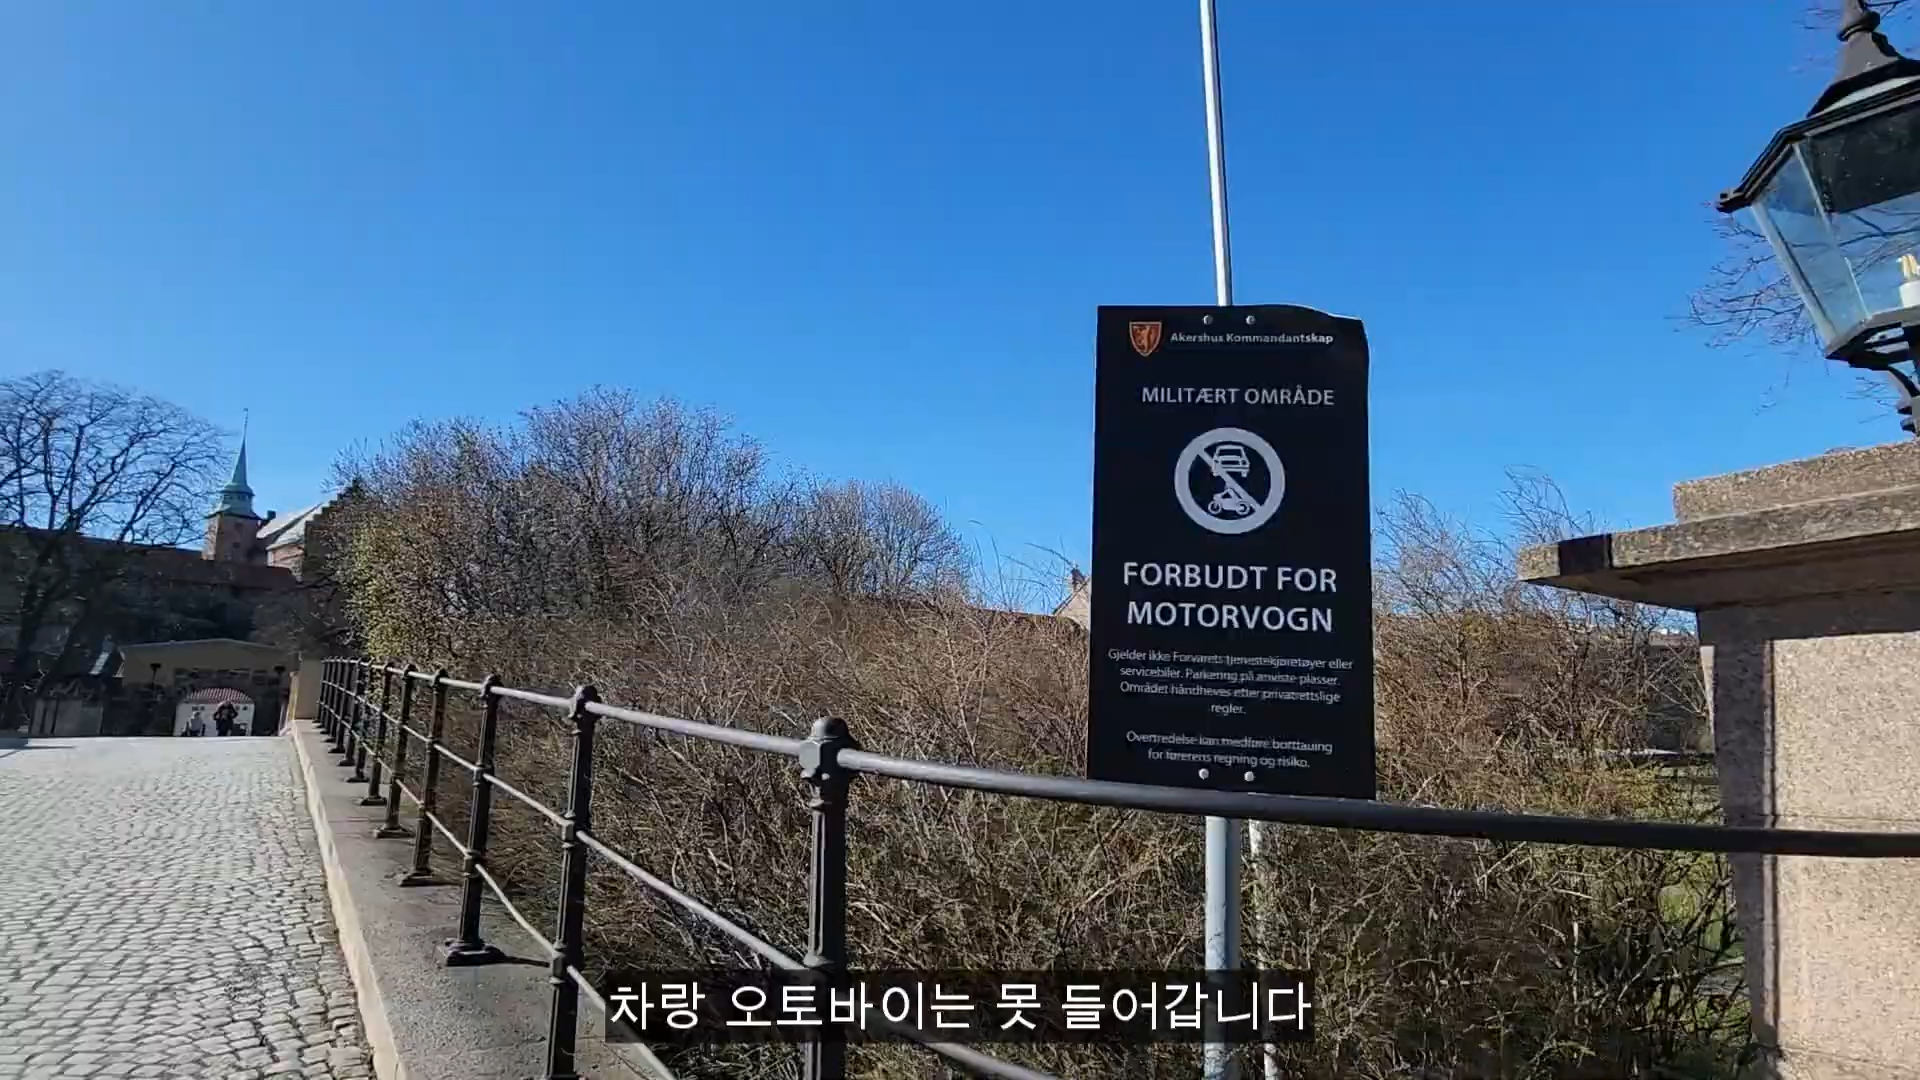 Akershus Kommandantskap
MILITÆRT OMRÅDE
FORBUDT FOR
MOTORVOGN
Gjelder ikke Forvarets tjenestekjøretøyer eller
servicebiler. Parkering på anviste plasser.
Området håndheves etter privatrettslige
regler.
Overtredelse kan medføre borttauing
for førerens regning og risiko.
차랑 오토바이는 못 들어갑니다